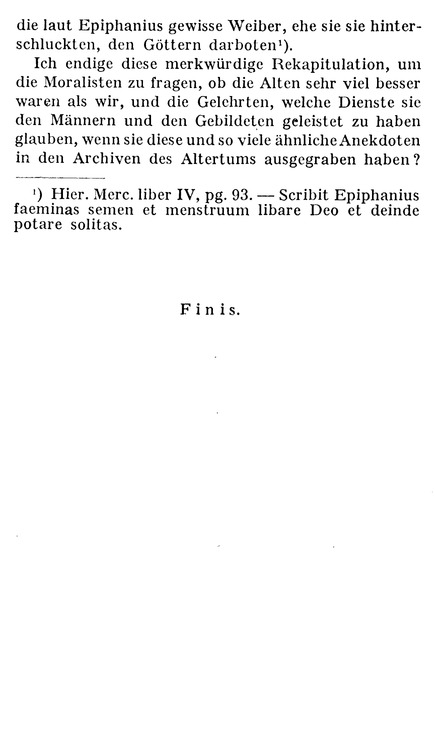 die laut Epiphanius gewisse Weiber, ehe sie sie hinter-
schluckten, den Göttern darboten¹).
Ich endige diese merkwürdige Rekapitulation, um
die Moralisten zu fragen, ob die Alten sehr viel besser
waren als wir, und die Gelehrten, welche Dienste sie
den Männern und den Gebildeten geleistet zu haben
glauben, wenn sie diese und so viele ähnliche Anekdoten
in den Archiven des Altertums ausgegraben haben?
¹) Hier. Merc. liber IV, pg. 93. — Scribit Epiphanius
faeminas semen et menstruum libare Deo et deinde
potare solitas.
Finis.